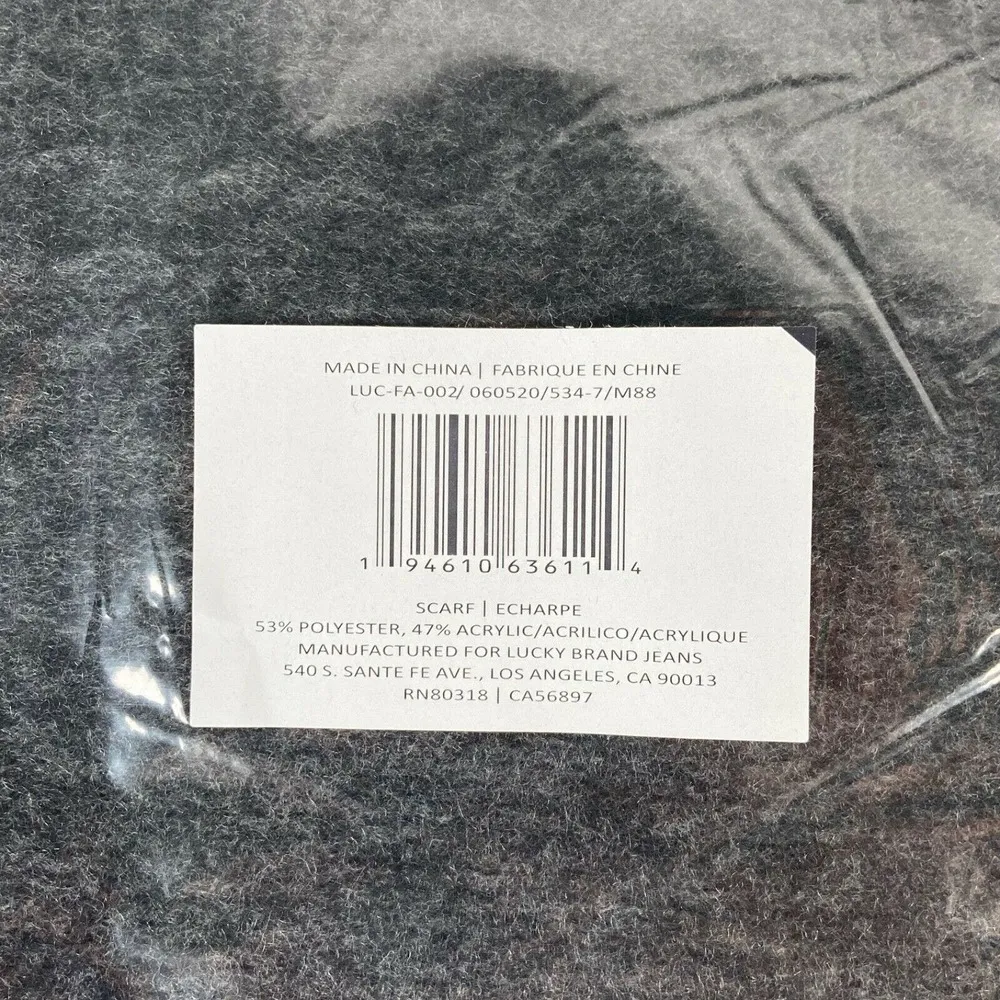 MADE IN CHINA | FABRIQUE EN CHINE
LUC-FA-002/ 060520/534-7/M88
1 94610 63611 4
SCARF | ECHARPE
53% POLYESTER, 47% ACRYLIC/ACRILICO/ACRYLIQUE
MANUFACTURED FOR LUCKY BRAND JEANS
540 S. SANTE FE AVE., LOS ANGELES, CA 90013
RN80318 | CA56897